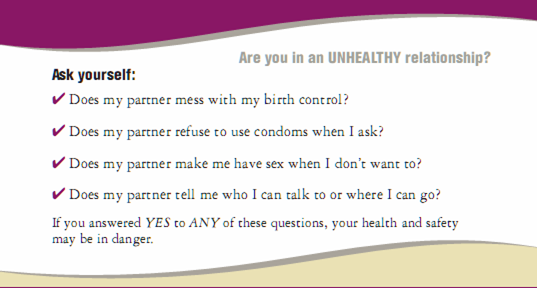 Are you in an UNHEALTHY relationship?
Ask yourself:
✔ Does my partner mess with my birth control?
✔ Does my partner refuse to use condoms when I ask?
✔ Does my partner make me have sex when I don't want to?
✔ Does my partner tell me who I can talk to or where I can go?
If you answered YES to ANY of these questions, your health and safety
may be in danger.